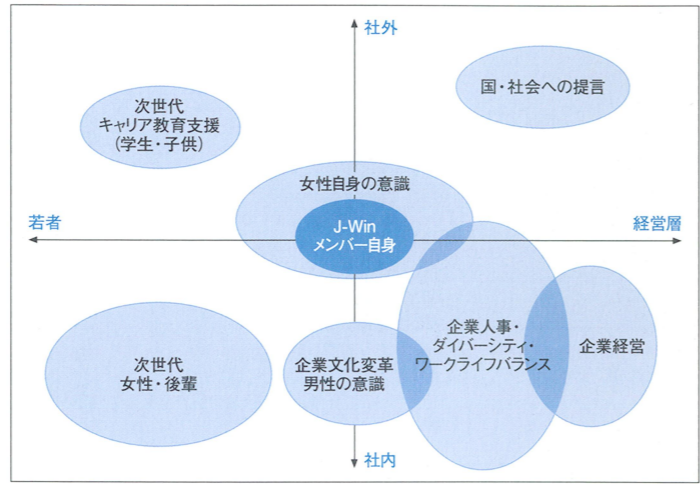 社外
国・社会への提言
次世代
キャリア教育支援
(学生・子供)
女性自身の意識
若者
J-Win
メンバー自身
経営層
企業人事・
ダイバーシティ・
ワークライフバランス
企業経営
次世代
女性・後輩
企業文化変革
男性の意識
社内